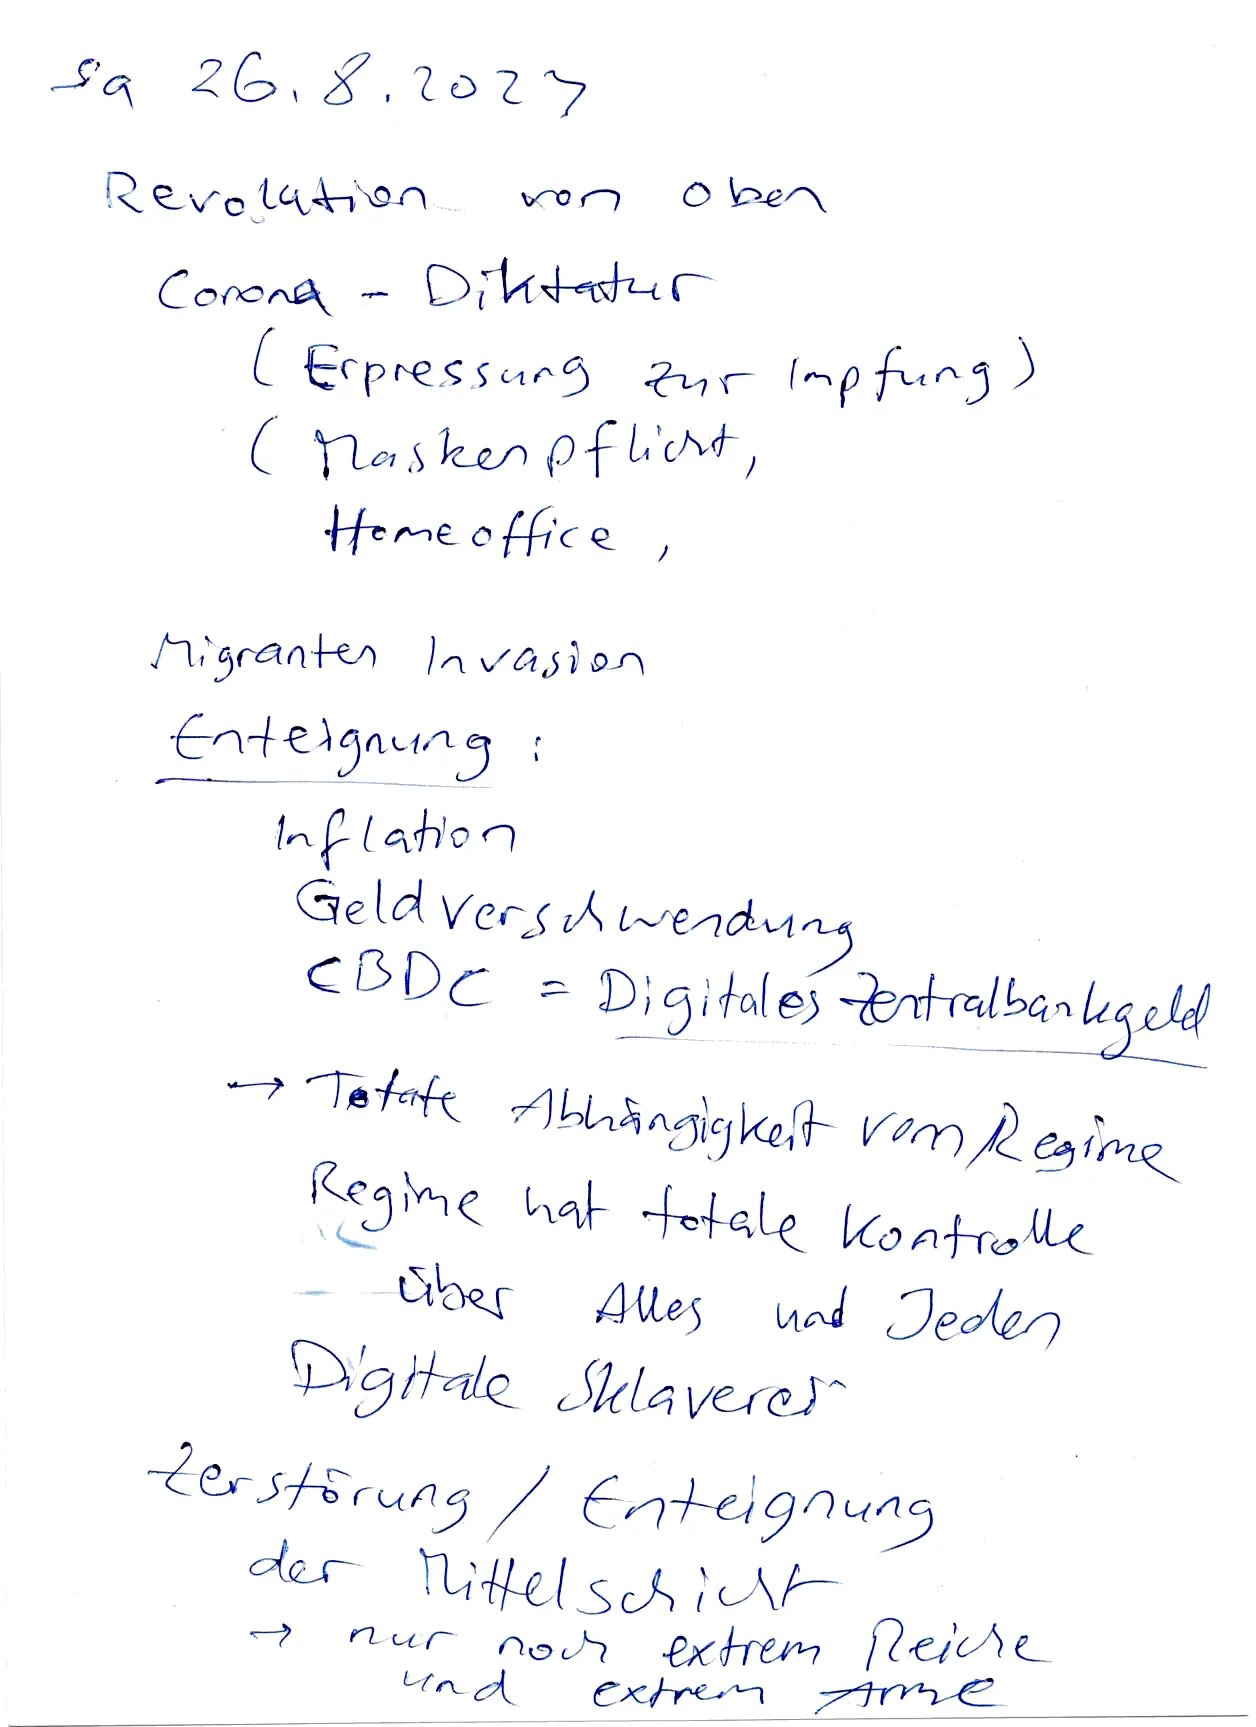 Sa 26.8.2023
Revolution von oben
Corona - Diktatur
(Erpressung zur Impfung)
(Maskenpflicht,
Homeoffice,
Migranten Invasion
Enteignung:
Inflation
Geldverschwendung
CBDC = Digitales Zentralbankgeld
→ Totale Abhängigkeit vom Regime
Regime hat totale Kontrolle
über Alles und Jeden
Digitale Sklaverei
Zerstörung / Enteignung
der Mittelschicht
→ nur noch extrem Reiche
und extrem Arme